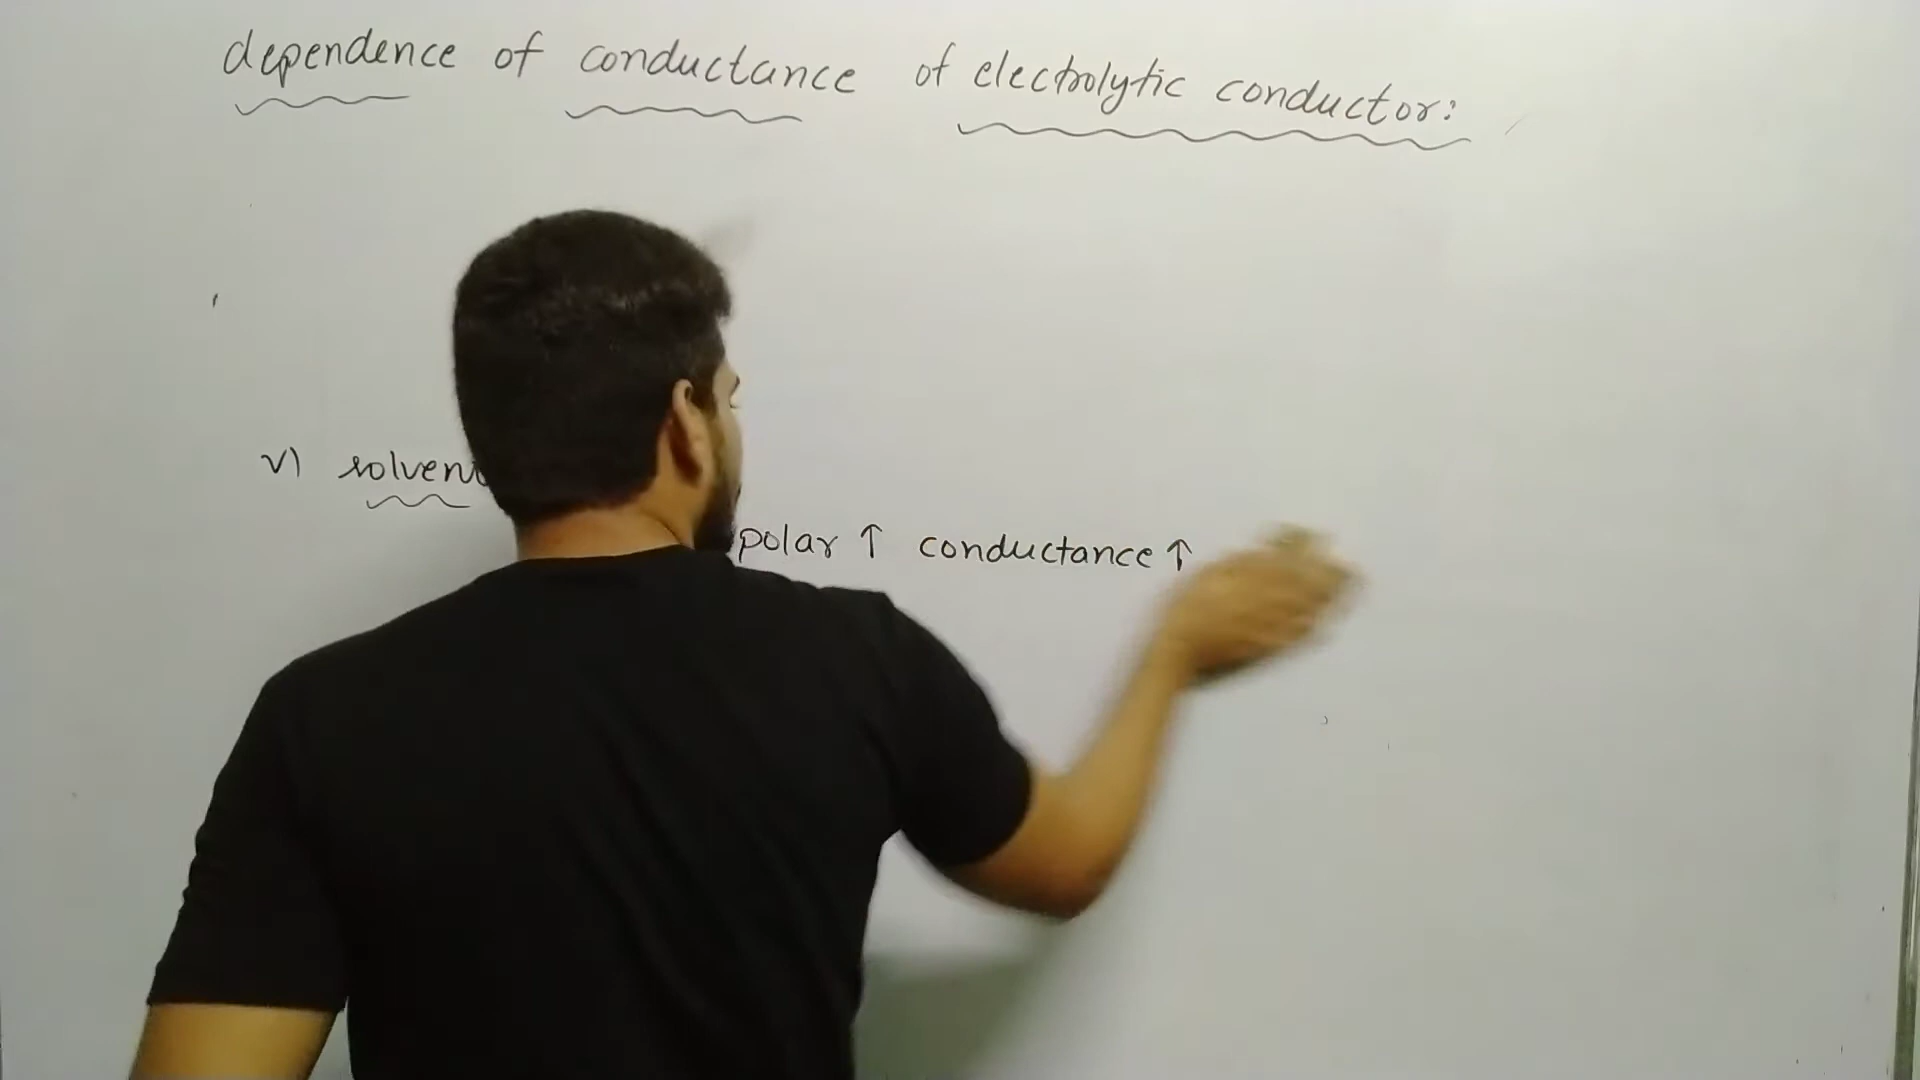 dependence of conductance of electrolytic conductor:
v) solven
polar ↑ conductance ↑